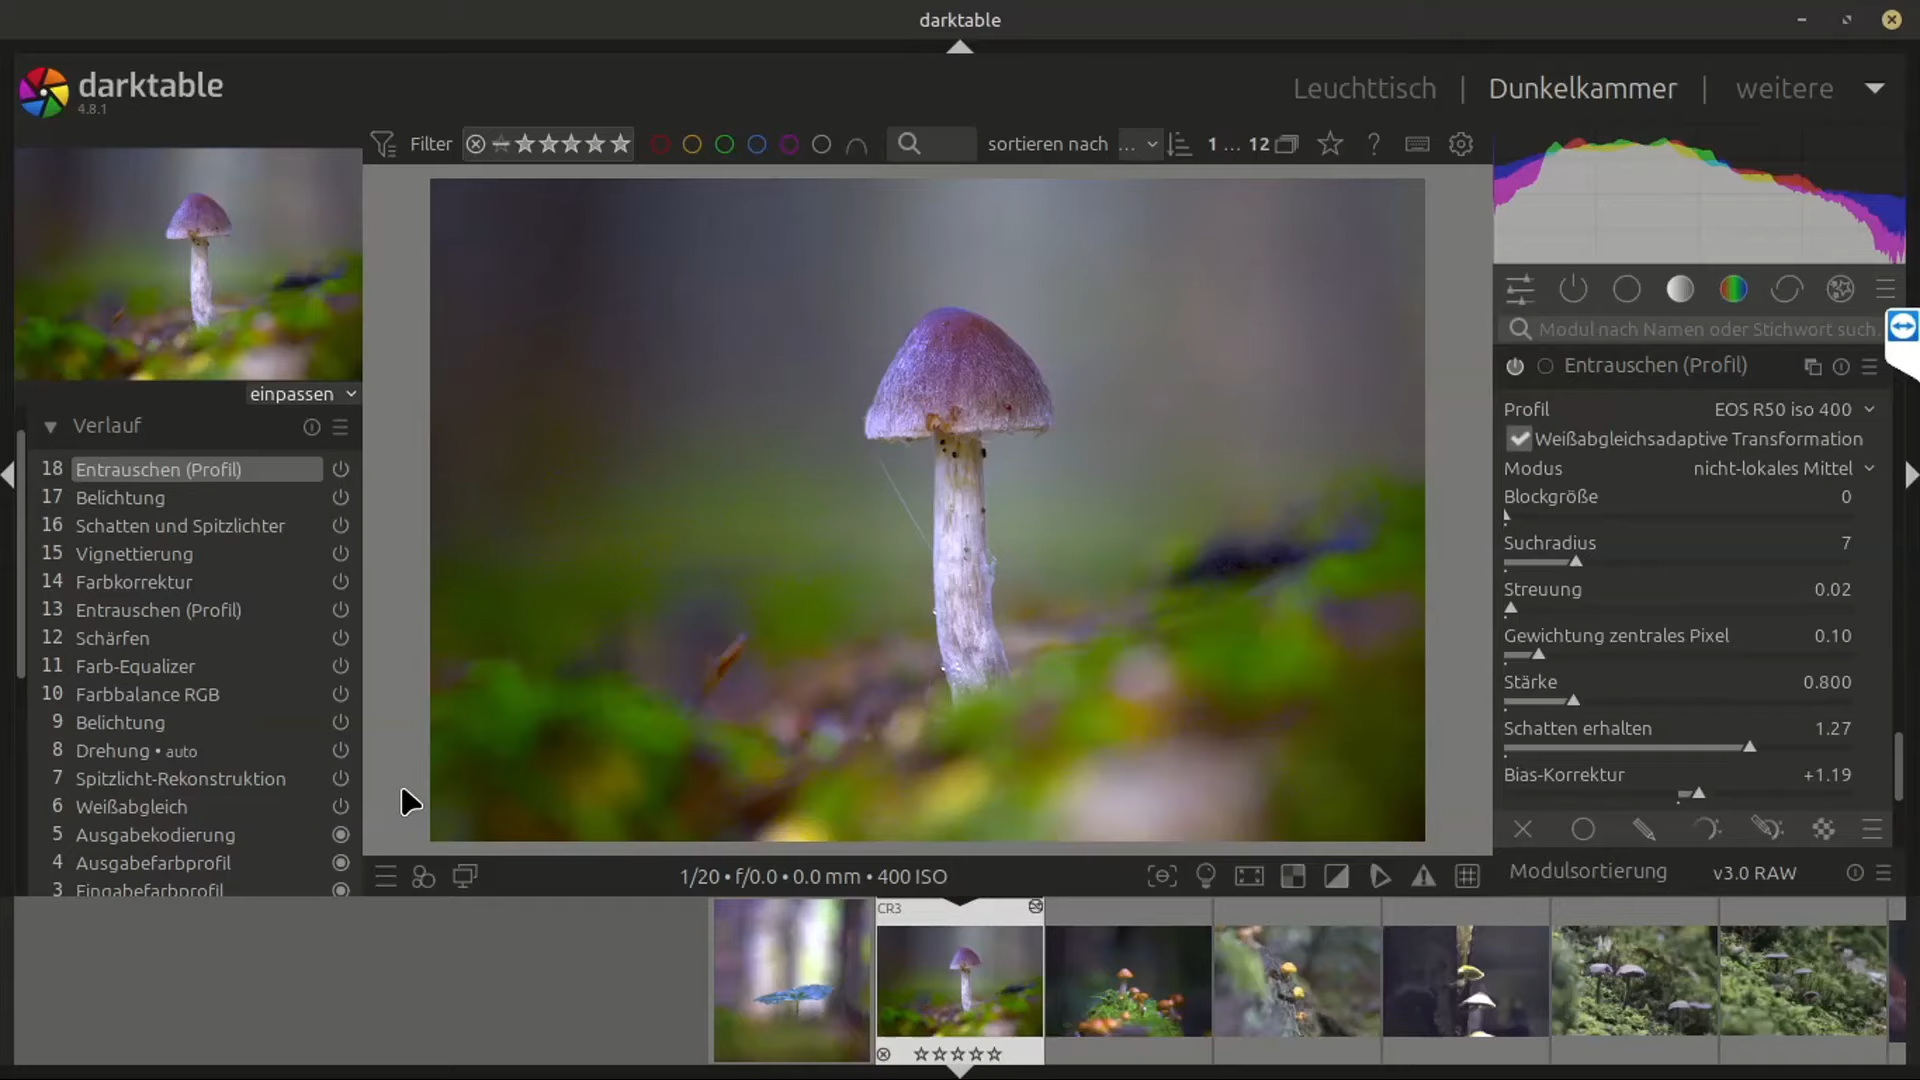 darktable
darktable
4.8.1
Leuchttisch | Dunkelkammer | weitere
Filter
sortieren nach ... 1 ... 12
?
einpassen
Verlauf
18 Entrauschen (Profil)
17 Belichtung
16 Schatten und Spitzlichter
15 Vignettierung
14 Farbkorrektur
13 Entrauschen (Profil)
12 Schärfen
11 Farb-Equalizer
10 Farbbalance RGB
9 Belichtung
8 Drehung • auto
7 Spitzlicht-Rekonstruktion
6 Weißabgleich
5 Ausgabekodierung
4 Ausgabefarbprofil
3 Eingabefarbprofil
1/20 • f/0.0 • 0.0 mm • 400 ISO
Modul nach Namen oder Stichwort such
Entrauschen (Profil)
Profil EOS R50 iso 400
Weißabgleichsadaptive Transformation
Modus nicht-lokales Mittel
Blockgröße 0
Suchradius 7
Streuung 0.02
Gewichtung zentrales Pixel 0.10
Stärke 0.800
Schatten erhalten 1.27
Bias-Korrektur +1.19
Modulsortierung v3.0 RAW
CR3